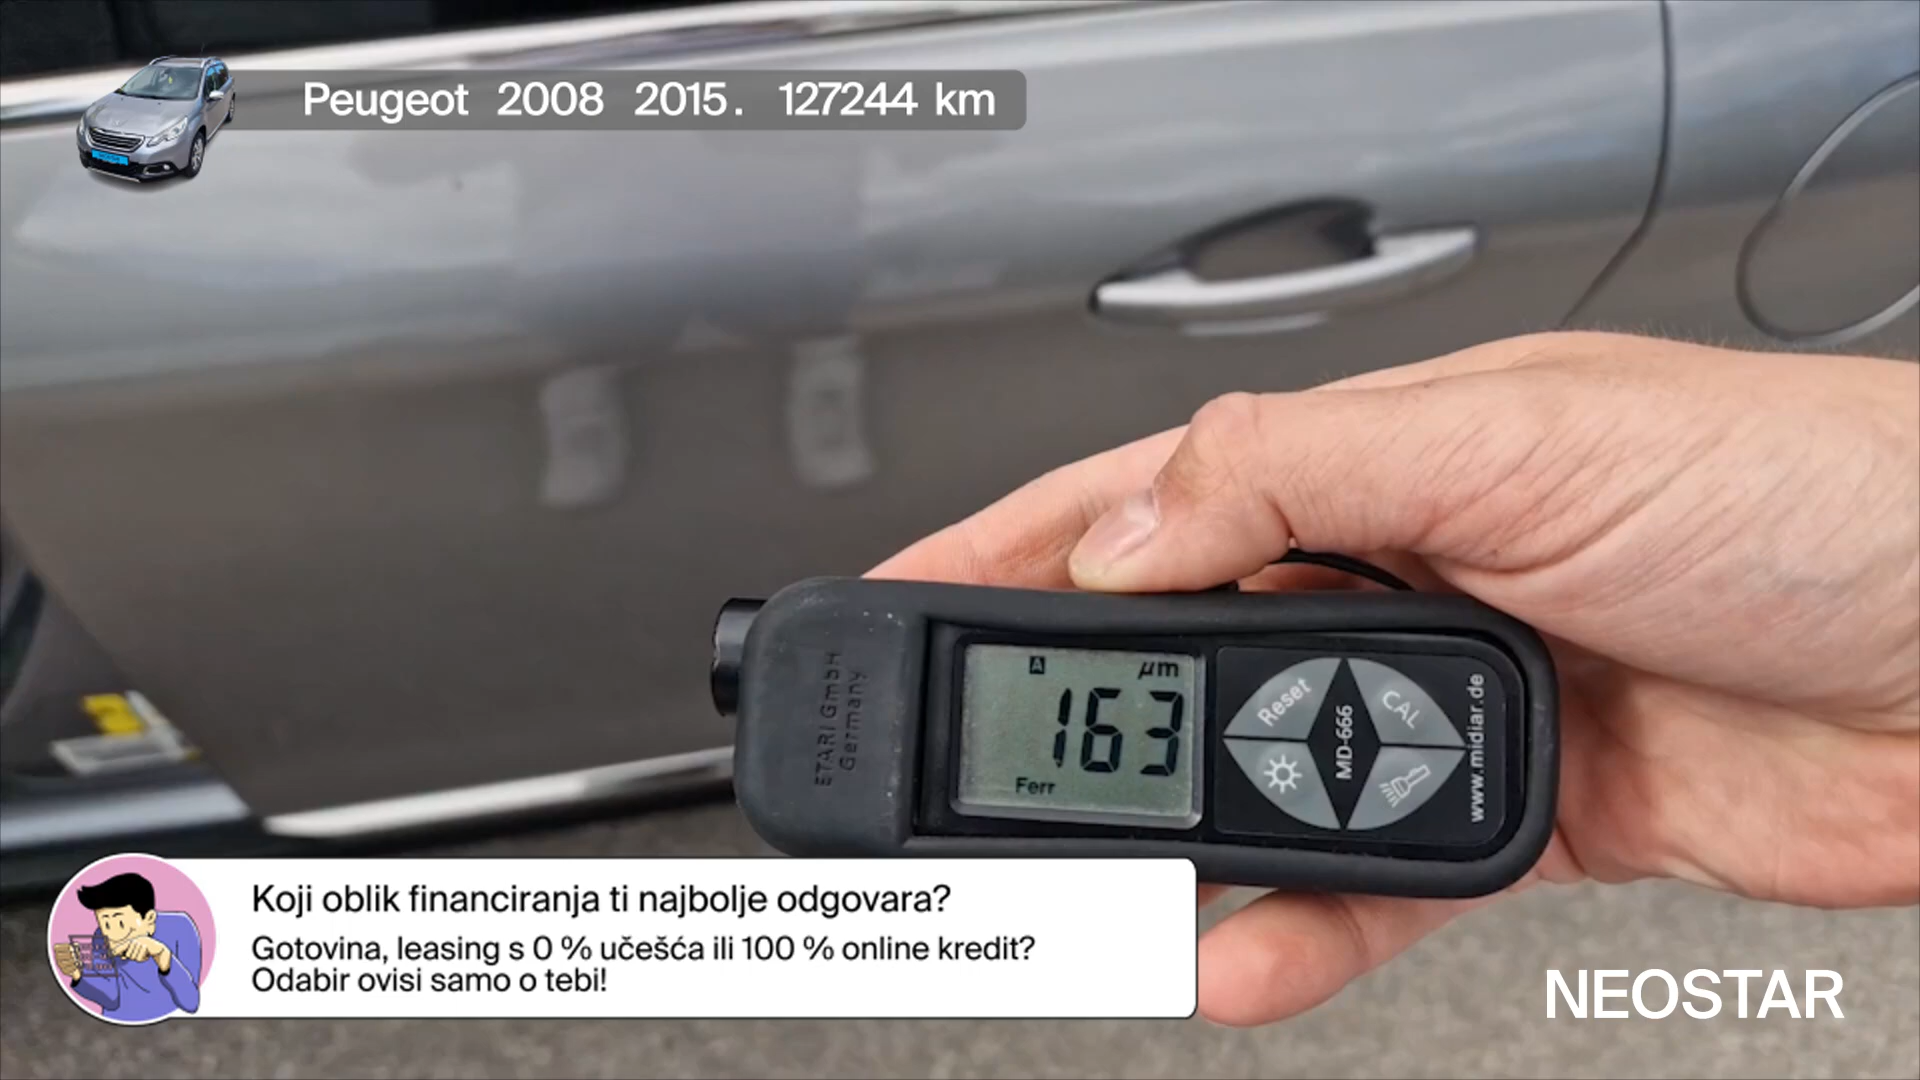 Peugeot 2008 2015. 127244 km
ETARI GmbH
Germany
A µm
163
Ferr
Reset
CAL
MD-666
www.midiar.de
Koji oblik financiranja ti najbolje odgovara?
Gotovina, leasing s 0 % učešća ili 100 % online kredit?
Odabir ovisi samo o tebi!
NEOSTAR